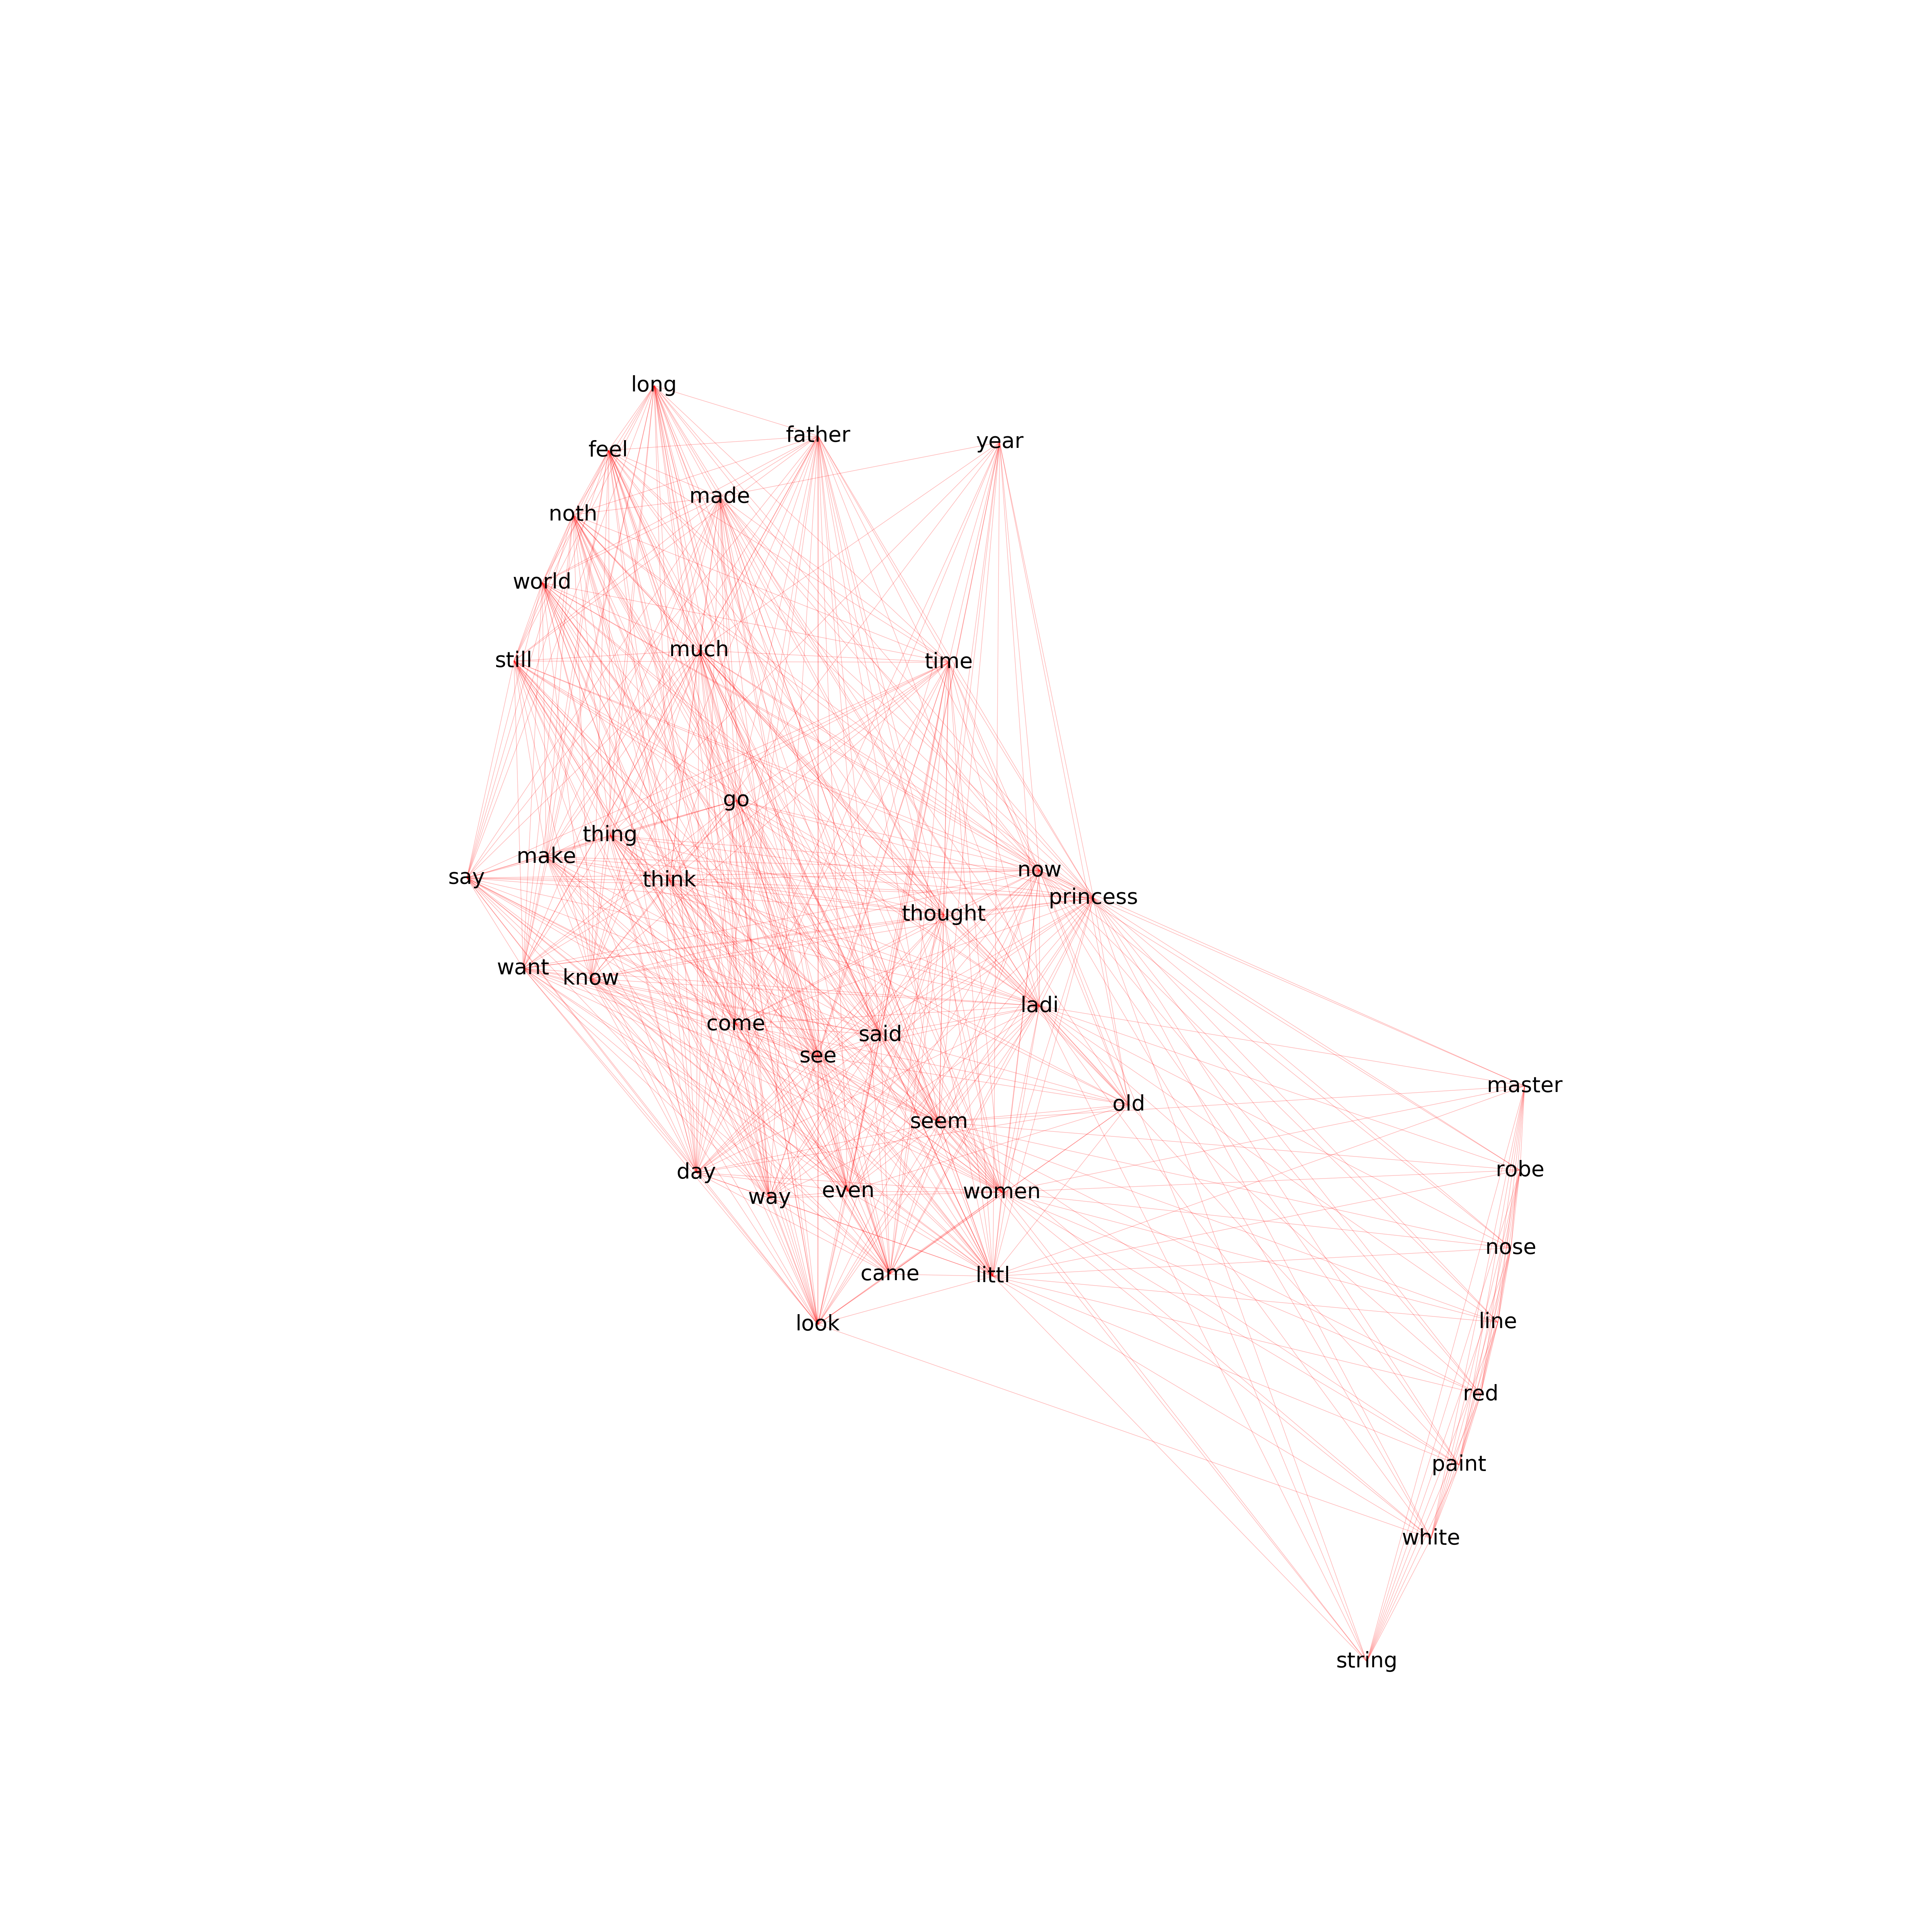 long
father
year
feel
made
noth
world
much
still
time
go
thing
make
say
think
now
princess
thought
want
know
ladi
come
said
see
master
old
seem
robe
day
way
even
women
nose
came
littl
line
look
red
paint
white
string